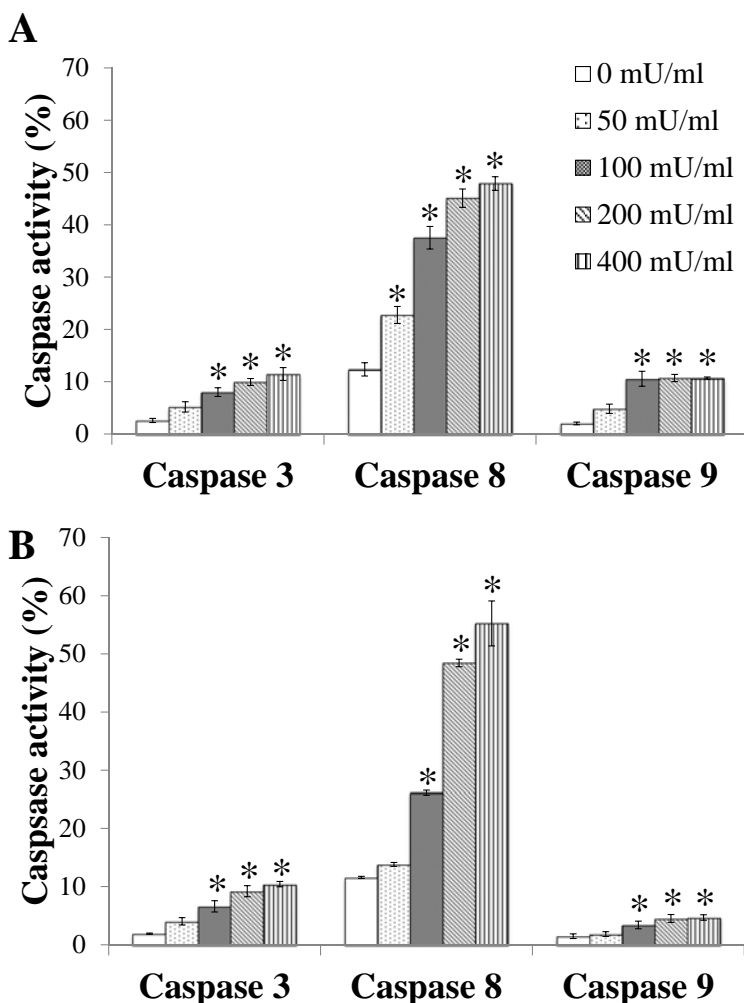 A
Caspase activity (%)
70
60
50
40
30
20
10
0
0 mU/ml
50 mU/ml
100 mU/ml
200 mU/ml
400 mU/ml
* * *
* * * *
* * *
Caspase 3 Caspase 8 Caspase 9
B
Caspsase activity (%)
70
60
50
40
30
20
10
0
* * *
* * *
* * *
Caspase 3 Caspase 8 Caspase 9